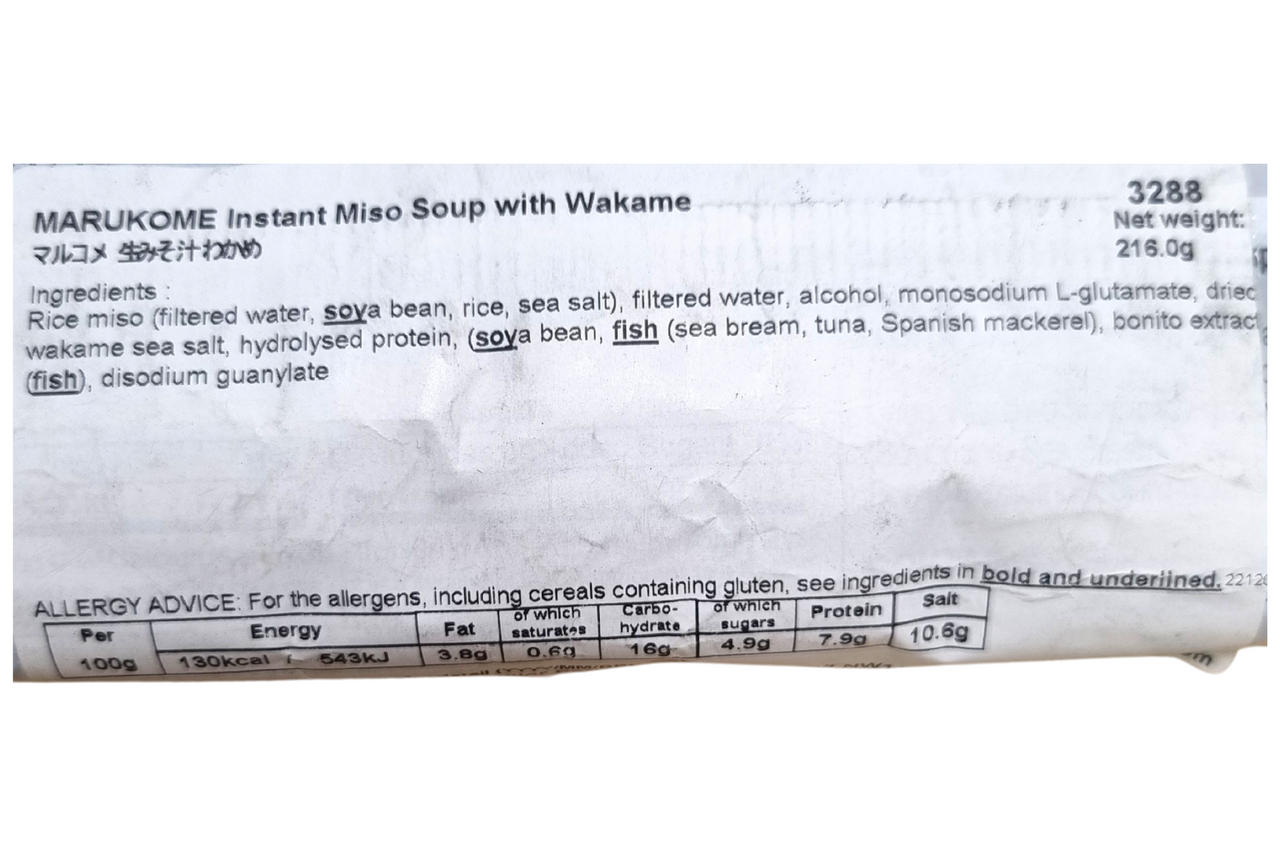 MARUKOME Instant Miso Soup with Wakame
3288
マルコメ 生みそ汁 わかめ
Net weight:
216.0g
Ingredients :
Rice miso (filtered water, soya bean, rice, sea salt), filtered water, alcohol, monosodium L-glutamate, dried
wakame sea salt, hydrolysed protein, (soya bean, fish (sea bream, tuna, Spanish mackerel), bonito extract
(fish), disodium guanylate
ALLERGY ADVICE: For the allergens, including cereals containing gluten, see ingredients in bold and underlined.
Per Energy Fat of which saturates Carbo-hydrate of which sugars Protein Salt
100g 130kcal / 543kJ 3.8g 0.6g 16g 4.9g 7.9g 10.6g